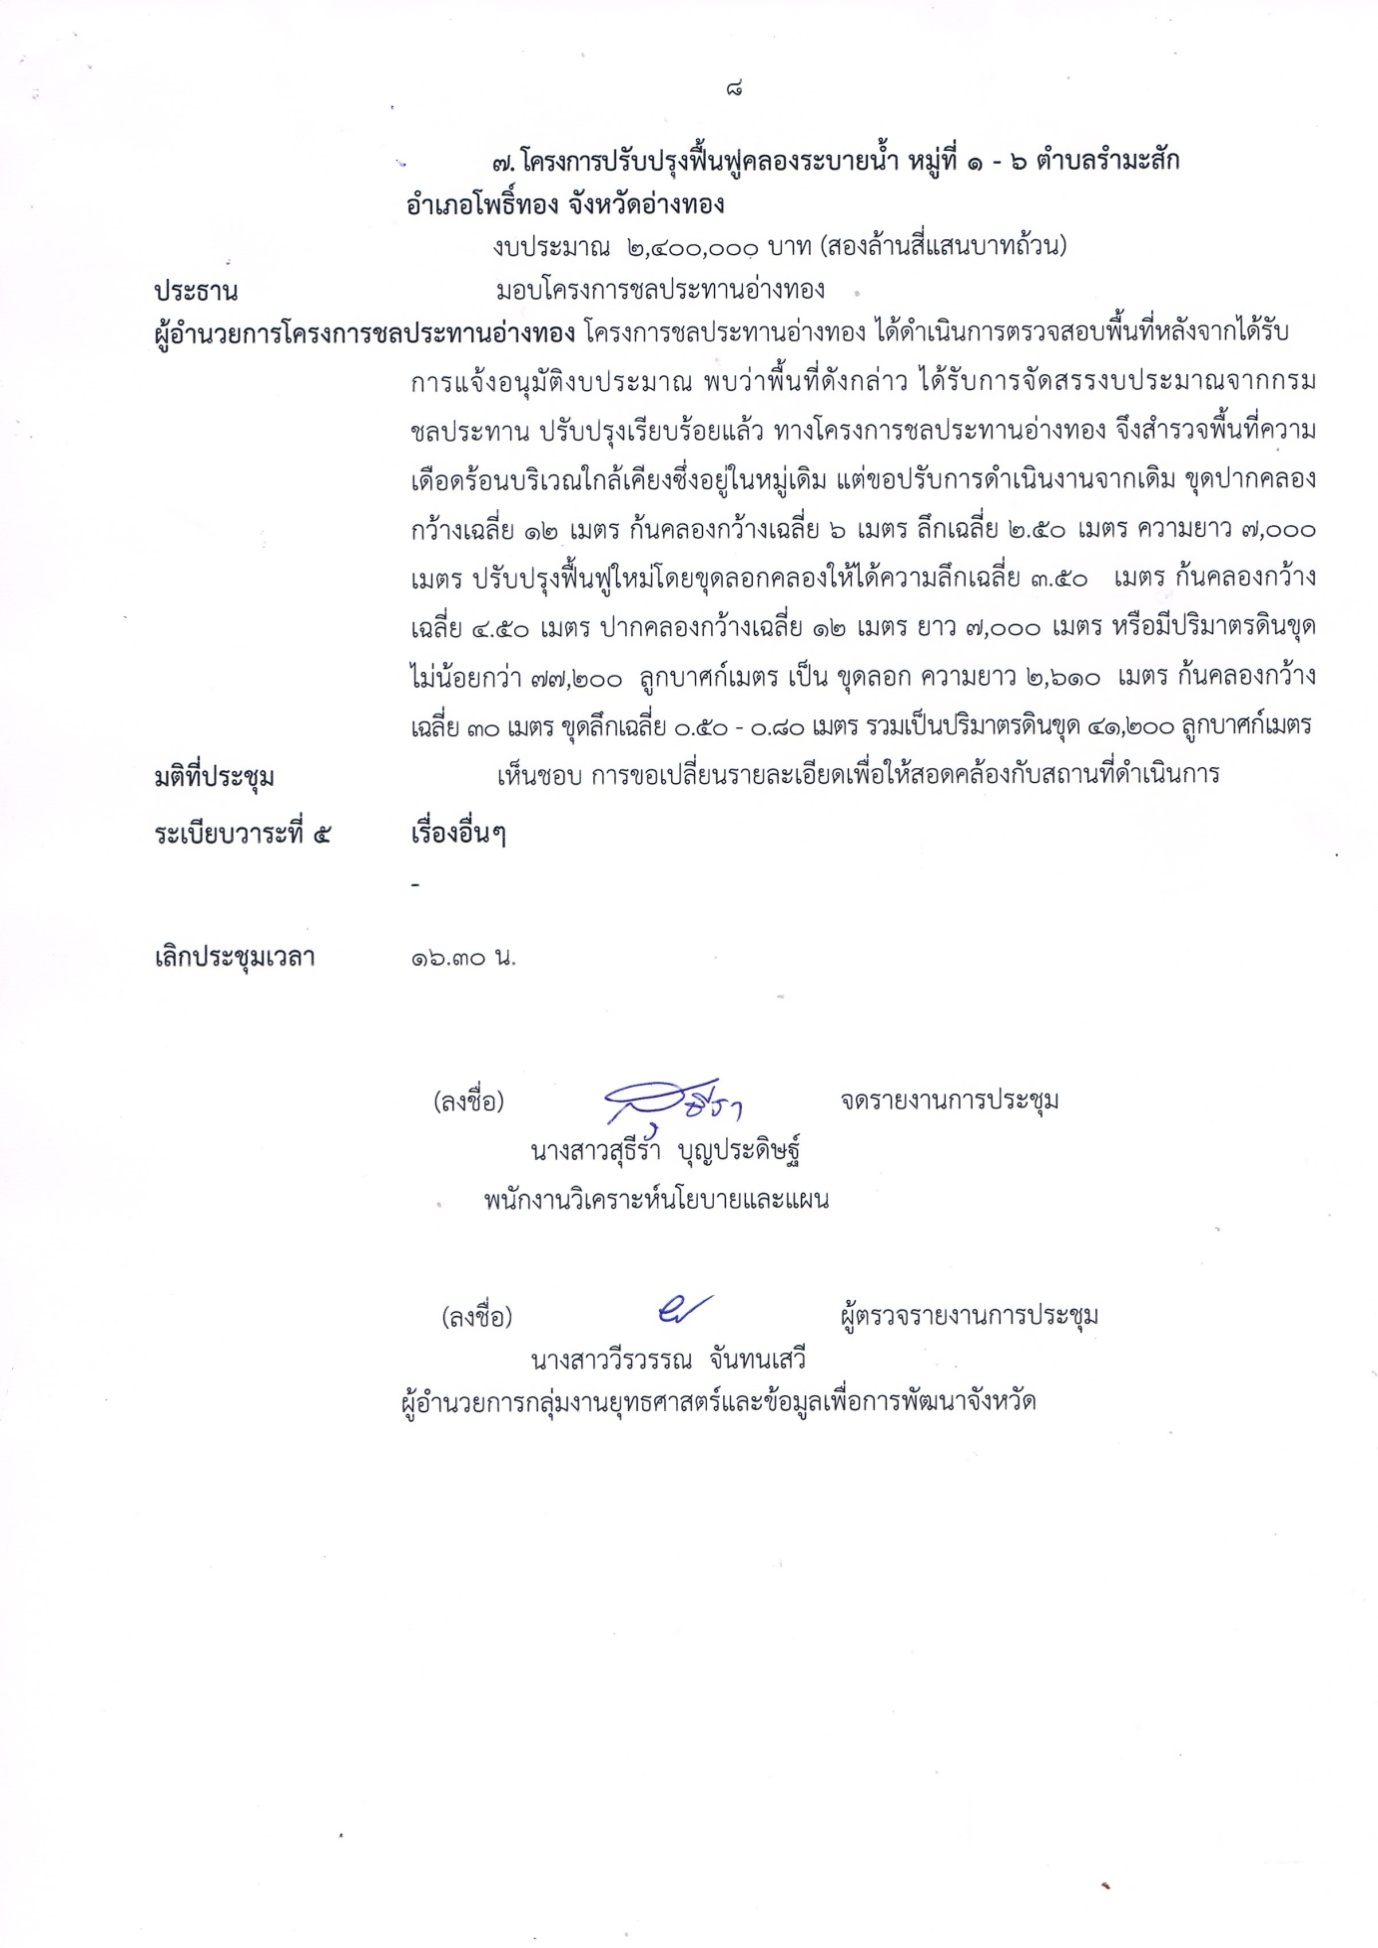 ๘
๗. โครงการปรับปรุงฟื้นฟูคลองระบายน้ำ หมู่ที่ ๑ - ๖ ตำบลรำมะสัก
อำเภอโพธิ์ทอง จังหวัดอ่างทอง
งบประมาณ ๒,๔๐๐,๐๐๐ บาท (สองล้านสี่แสนบาทถ้วน)
ประธาน มอบโครงการชลประทานอ่างทอง
ผู้อำนวยการโครงการชลประทานอ่างทอง โครงการชลประทานอ่างทอง ได้ดำเนินการตรวจสอบพื้นที่หลังจากได้รับ
การแจ้งอนุมัติงบประมาณ พบว่าพื้นที่ดังกล่าว ได้รับการจัดสรรงบประมาณจากกรม
ชลประทาน ปรับปรุงเรียบร้อยแล้ว ทางโครงการชลประทานอ่างทอง จึงสำรวจพื้นที่ความ
เดือดร้อนบริเวณใกล้เคียงซึ่งอยู่ในหมู่เดิม แต่ขอปรับการดำเนินงานจากเดิม ขุดปากคลอง
กว้างเฉลี่ย ๑๒ เมตร ก้นคลองกว้างเฉลี่ย ๖ เมตร ลึกเฉลี่ย ๒.๕๐ เมตร ความยาว ๗,๐๐๐
เมตร ปรับปรุงฟื้นฟูใหม่โดยขุดลอกคลองให้ได้ความลึกเฉลี่ย ๓.๕๐ เมตร ก้นคลองกว้าง
เฉลี่ย ๔.๕๐ เมตร ปากคลองกว้างเฉลี่ย ๑๒ เมตร ยาว ๗,๐๐๐ เมตร หรือมีปริมาตรดินขุด
ไม่น้อยกว่า ๗๗,๒๐๐ ลูกบาศก์เมตร เป็น ขุดลอก ความยาว ๒,๖๑๐ เมตร ก้นคลองกว้าง
เฉลี่ย ๓๐ เมตร ขุดลึกเฉลี่ย ๐.๕๐ - ๐.๘๐ เมตร รวมเป็นปริมาตรดินขุด ๔๑,๒๐๐ ลูกบาศก์เมตร
มติที่ประชุม เห็นชอบ การขอเปลี่ยนรายละเอียดเพื่อให้สอดคล้องกับสถานที่ดำเนินการ
ระเบียบวาระที่ ๕ เรื่องอื่นๆ
-
เลิกประชุมเวลา ๑๖.๓๐ น.
(ลงชื่อ) สุธีรา จดรายงานการประชุม
นางสาวสุธีรา บุญประดิษฐ์
พนักงานวิเคราะห์นโยบายและแผน
(ลงชื่อ) ผู้ตรวจรายงานการประชุม
นางสาววีรวรรณ จันทนเสวี
ผู้อำนวยการกลุ่มงานยุทธศาสตร์และข้อมูลเพื่อการพัฒนาจังหวัด